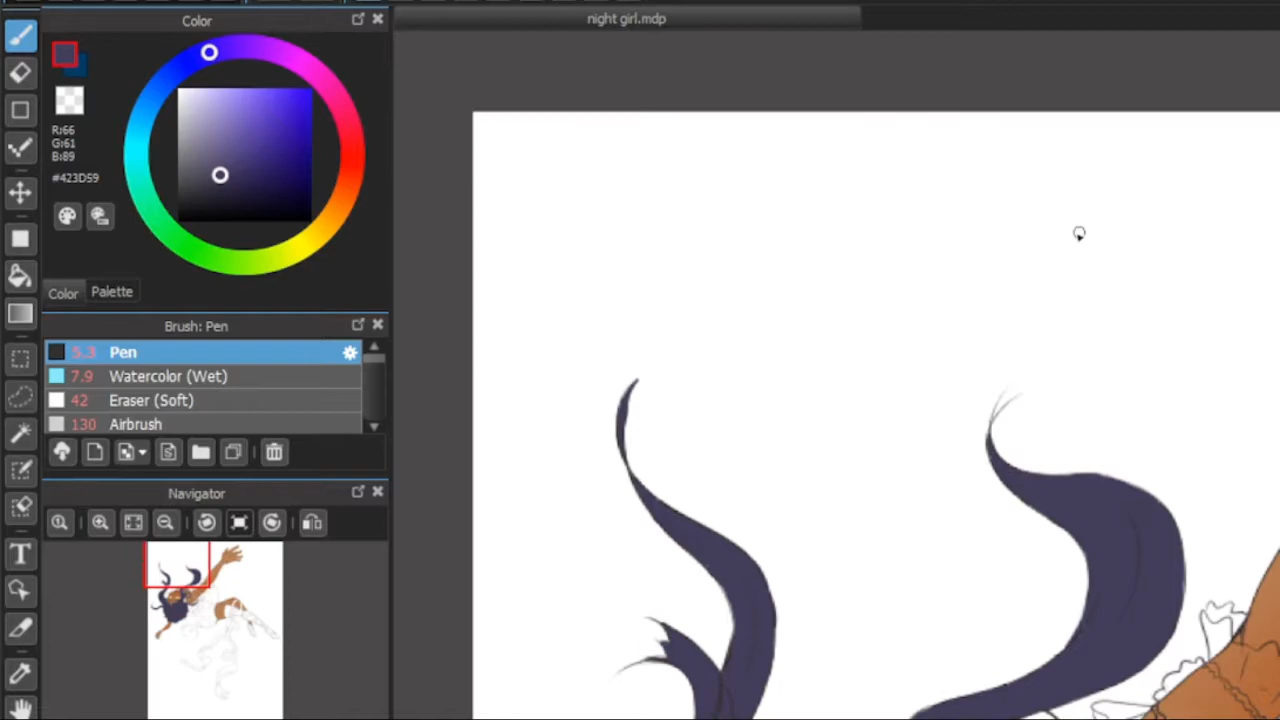 night girl.mdp
Color
R:66
G:61
B:89
#423D59
Color Palette
Brush: Pen
5.3 Pen
7.9 Watercolor (Wet)
42 Eraser (Soft)
130 Airbrush
Navigator